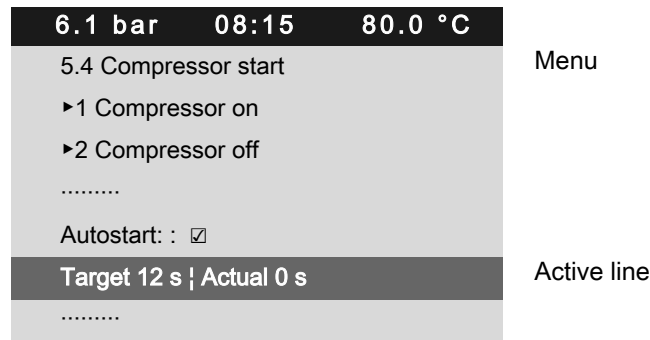 6.1 bar 08:15 80.0 °C
5.4 Compressor start Menu
▸1 Compressor on
▸2 Compressor off
.........
Autostart: : ☑
Target 12 s ¦ Actual 0 s Active line
.........